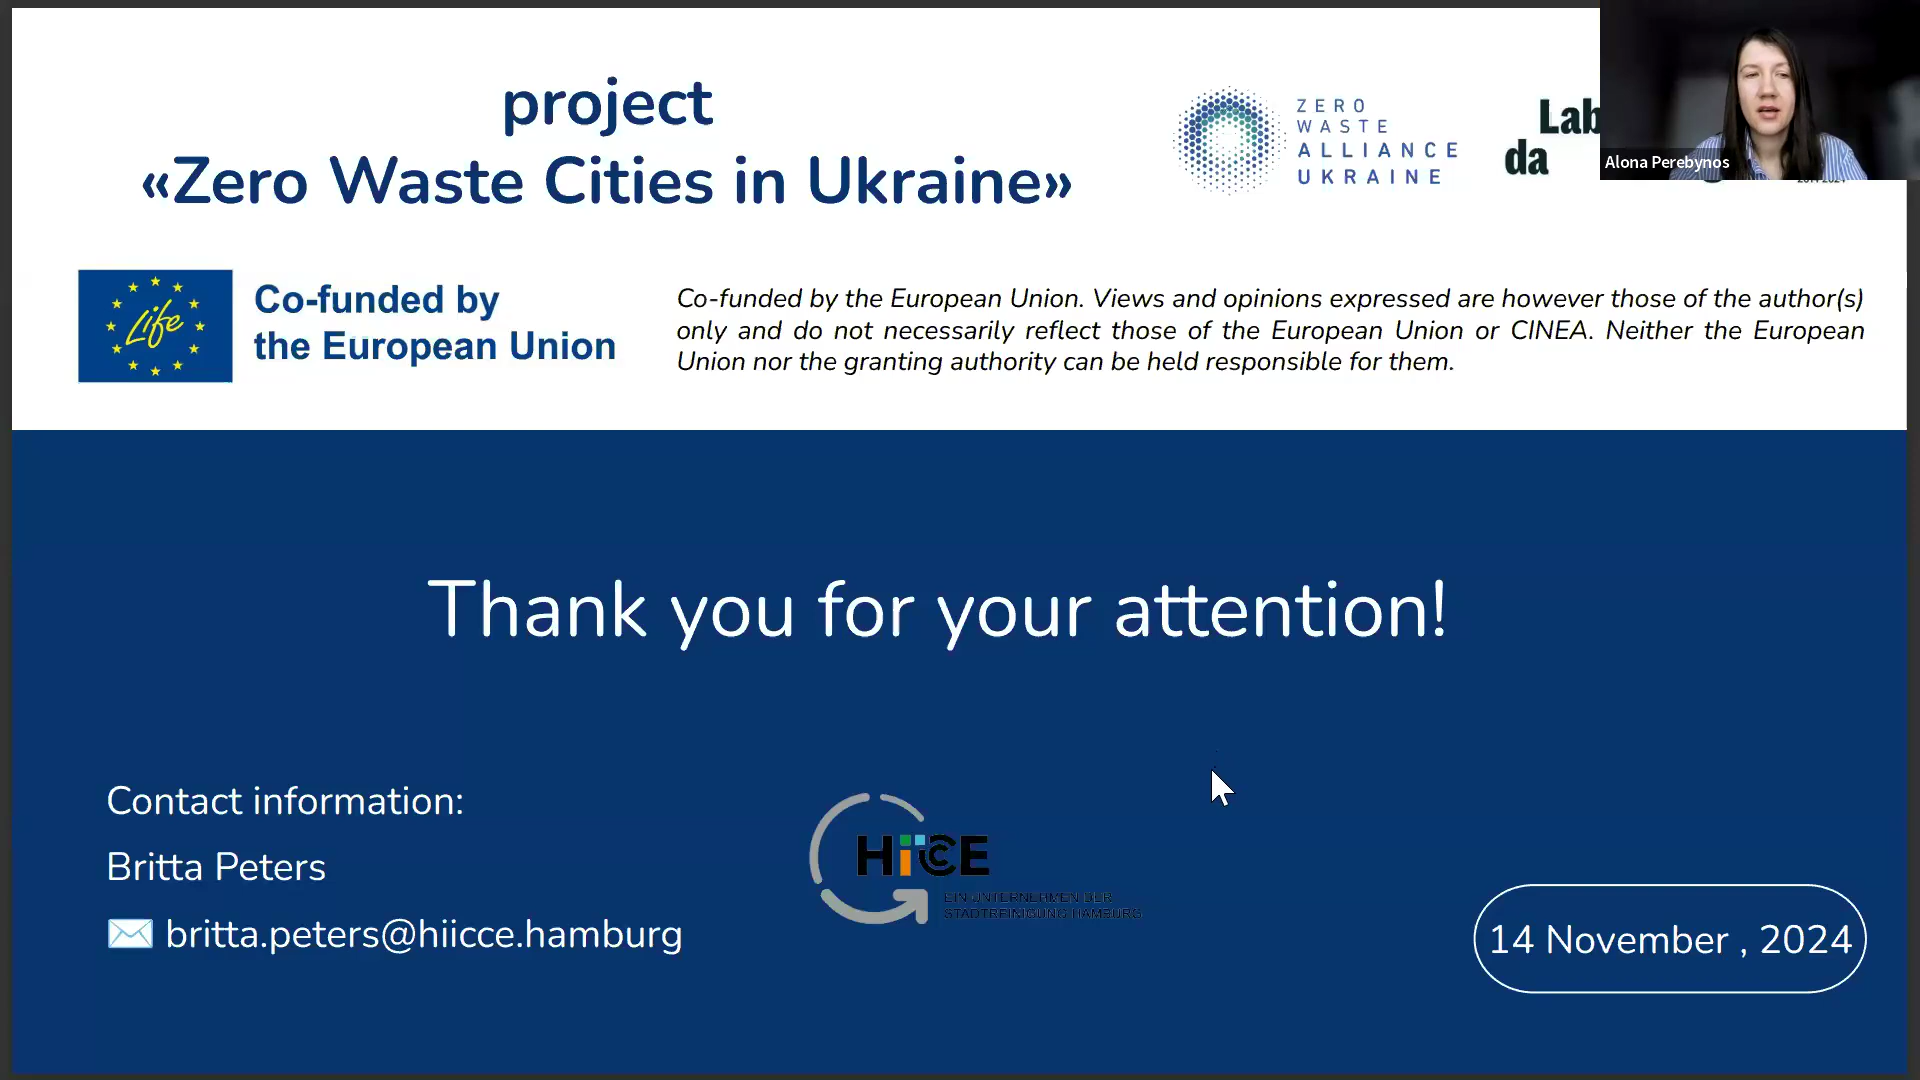 project
«Zero Waste Cities in Ukraine»
ZERO
WASTE
ALLIANCE
UKRAINE
Lab
da
Alona Perebynos
Life
Co-funded by
the European Union
Co-funded by the European Union. Views and opinions expressed are however those of the author(s)
only and do not necessarily reflect those of the European Union or CINEA. Neither the European
Union nor the granting authority can be held responsible for them.
Thank you for your attention!
Contact information:
Britta Peters
britta.peters@hiicce.hamburg
HiiCCE
EIN UNTERNEHMEN DER
STADTREINIGUNG HAMBURG
14 November , 2024